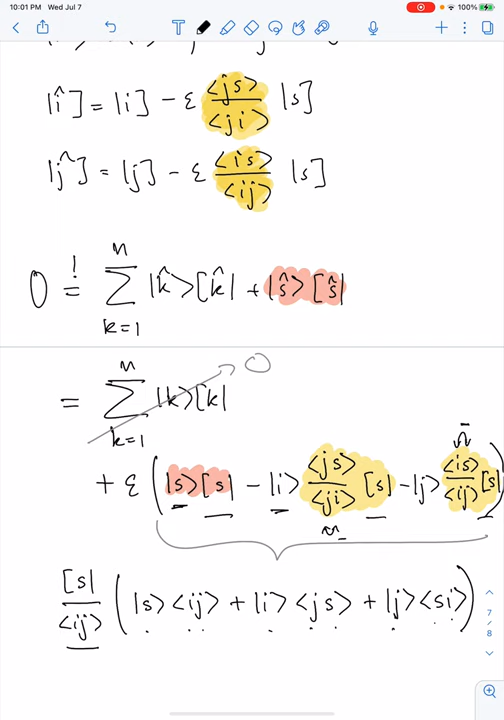 10:01 PM Wed Jul 7
100%
|î] = |i] − ε <js>/<ji> |s]
|ĵ] = |j] − ε <is>/<ij> |s]
0 =! Σ_{k=1}^{n} |k̂>[k̂| + |ŝ>[ŝ|
= Σ_{k=1}^{n} |k>[k| → 0
+ ε ( |s>[s| − |i> <js>/<ji> [s| − |j> <is>/<ij> [s| )
[s|/<ij> ( |s><ij> + |i><js> + |j><si> )
7/8